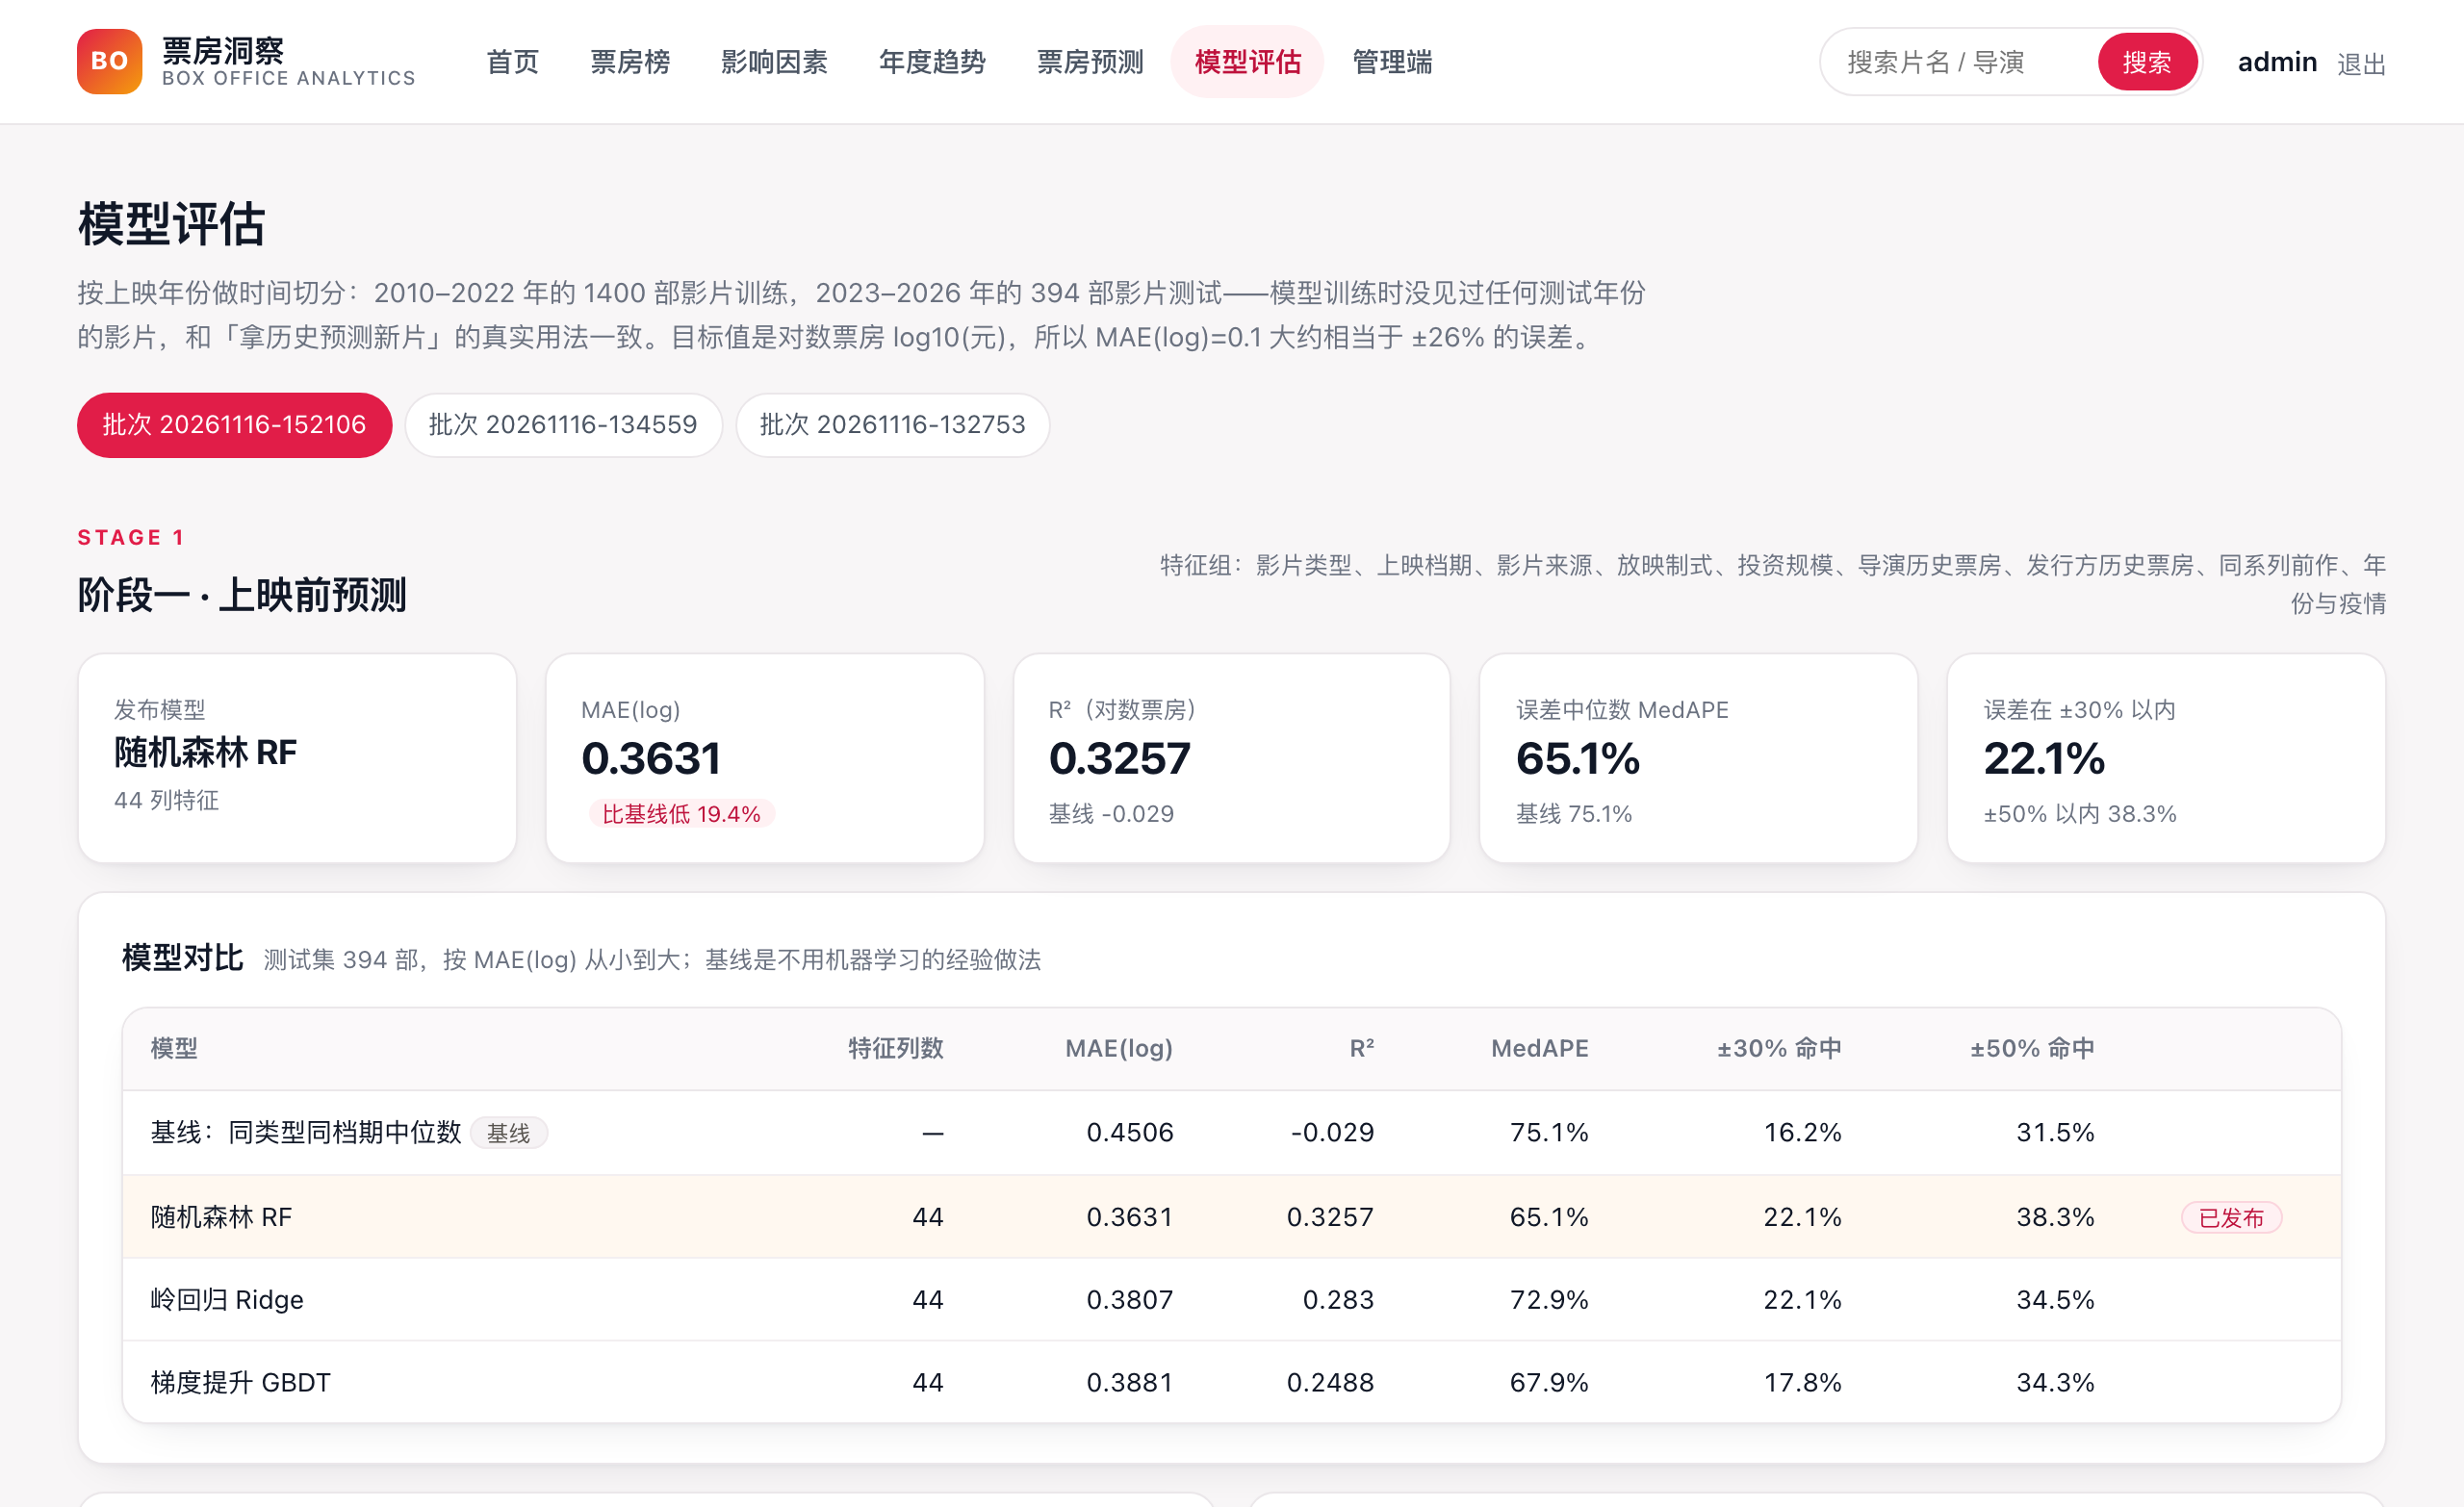 BO 票房洞察 BOX OFFICE ANALYTICS 首页 票房榜 影响因素 年度趋势 票房预测 模型评估 管理端 搜索片名 / 导演 搜索 admin 退出
模型评估
按上映年份做时间切分：2010–2022 年的 1400 部影片训练，2023–2026 年的 394 部影片测试——模型训练时没见过任何测试年份
的影片，和「拿历史预测新片」的真实用法一致。目标值是对数票房 log10(元)，所以 MAE(log)=0.1 大约相当于 ±26% 的误差。
批次 20261116-152106 批次 20261116-134559 批次 20261116-132753
STAGE 1
阶段一 · 上映前预测
特征组：影片类型、上映档期、影片来源、放映制式、投资规模、导演历史票房、发行方历史票房、同系列前作、年
份与疫情
发布模型
随机森林 RF
44 列特征
MAE(log)
0.3631
比基线低 19.4%
R²（对数票房）
0.3257
基线 -0.029
误差中位数 MedAPE
65.1%
基线 75.1%
误差在 ±30% 以内
22.1%
±50% 以内 38.3%
模型对比 测试集 394 部，按 MAE(log) 从小到大；基线是不用机器学习的经验做法
模型 特征列数 MAE(log) R² MedAPE ±30% 命中 ±50% 命中
基线：同类型同档期中位数 基线 — 0.4506 -0.029 75.1% 16.2% 31.5%
随机森林 RF 44 0.3631 0.3257 65.1% 22.1% 38.3% 已发布
岭回归 Ridge 44 0.3807 0.283 72.9% 22.1% 34.5%
梯度提升 GBDT 44 0.3881 0.2488 67.9% 17.8% 34.3%